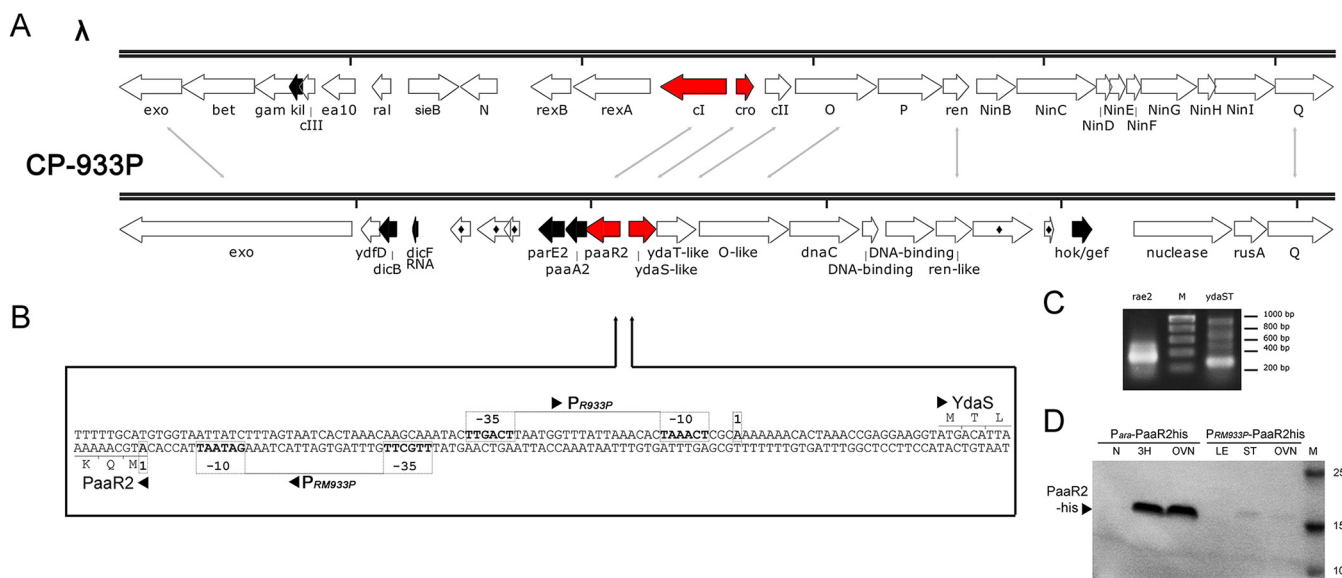 A
λ
exo bet gam kil cIII ea10 ral sieB N rexB rexA cI cro cII O P ren NinB NinC NinD NinE NinF NinG NinH NinI Q
CP-933P
exo ydfD dicB dicF RNA parE2 paaA2 paaR2 ydaS-like ydaT-like O-like dnaC DNA-binding DNA-binding ren-like hok/gef nuclease rusA Q
B
-35 PR933P -10 1 YdaS
M T L
TTTTTGCATGTGGTAATTATCTTTAGTAATCACTAAACAAGCAAATACTTGACTTAATGGTTTATTAAACACTAAACTCGCAAAAAAACACTAAACCGAGGAAGGTATGACATTA
AAAAACGTACACCATTAATAGAAATCATTAGTGATTTGTTCGTTTATGAACTGAATTACCAAATAATTTGTGATTTGAGCGTTTTTTTGTGATTTGGCTCCTTCCATACTGTAAT
K Q M 1 -10 -35
PaaR2 PRM933P
C
rae2 M ydaST
1000 bp
800 bp
600 bp
400 bp
200 bp
D
Para-PaaR2his PRM933P-PaaR2his
N 3H OVN LE ST OVN M
PaaR2
-his
25
15
10